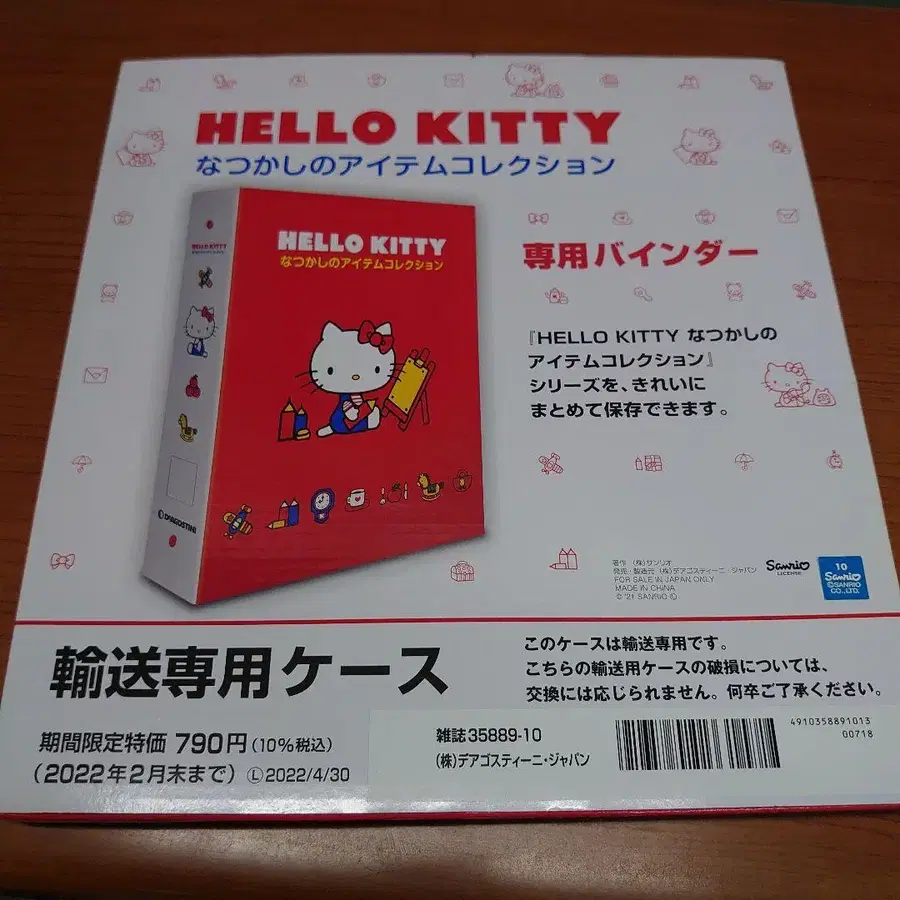 HELLO KITTY
なつかしのアイテムコレクション
HELLO KITTY
HELLO KITTY
なつかしのアイテムコレクション
DeAGOSTINI
専用バインダー
『HELLO KITTY なつかしの
アイテムコレクション』
シリーズを、きれいに
まとめて保存できます。
著作 (株)サンリオ
発売・製造元 (株)デアゴスティーニ・ジャパン
FOR SALE IN JAPAN ONLY
MADE IN CHINA
© '21 SANRIO Ⓛ
Sanrio
LICENSE
10
Sanrio
©SANRIO
CO.,LTD.
輸送専用ケース
このケースは輸送専用です。
こちらの輸送用ケースの破損については、
交換には応じられません。何卒ご了承ください。
期間限定特価 790円(10%税込)
(2022年2月末まで) Ⓛ2022/4/30
雑誌35889-10
(株)デアゴスティーニ・ジャパン
4910358891013
00718